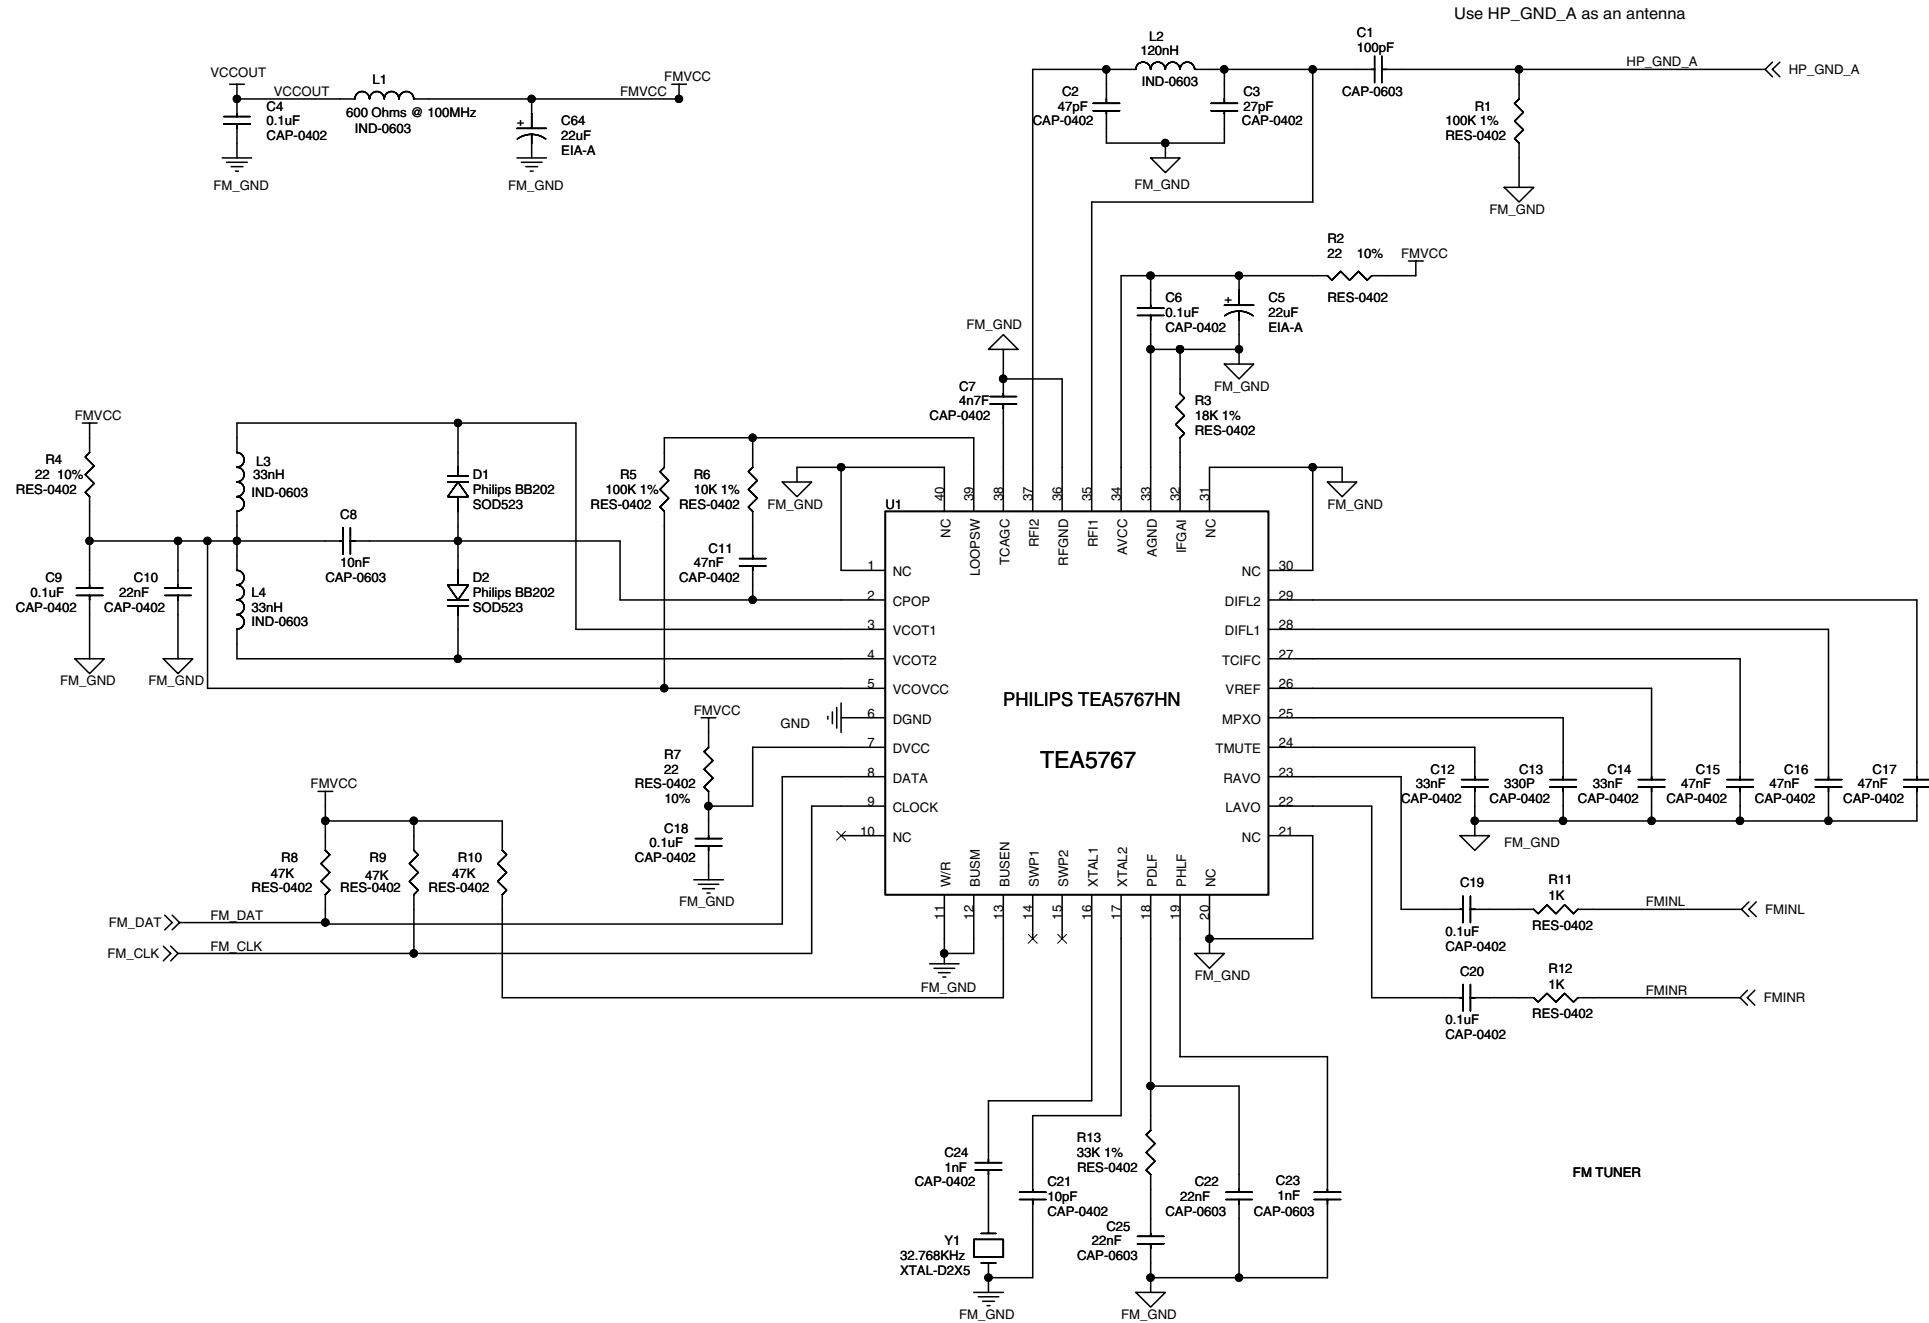 Use HP_GND_A as an antenna
VCCOUT
VCCOUT
L1
600 Ohms @ 100MHz
IND-0603
FMVCC
FMVCC
C4
0.1uF
CAP-0402
FM_GND
+
C64
22uF
EIA-A
FM_GND
L2
120nH
IND-0603
C1
100pF
CAP-0603
HP_GND_A
HP_GND_A
C2
47pF
CAP-0402
C3
27pF
CAP-0402
FM_GND
R1
100K 1%
RES-0402
FM_GND
R2
22 10%
RES-0402
FMVCC
C6
0.1uF
CAP-0402
+
C5
22uF
EIA-A
FM_GND
FM_GND
C7
4n7F
CAP-0402
R3
18K 1%
RES-0402
FMVCC
R4
22 10%
RES-0402
L3
33nH
IND-0603
D1
Philips BB202
SOD523
C8
10nF
CAP-0603
D2
Philips BB202
SOD523
L4
33nH
IND-0603
C9
0.1uF
CAP-0402
C10
22nF
CAP-0402
FM_GND
FM_GND
R5
100K 1%
RES-0402
R6
10K 1%
RES-0402
C11
47nF
CAP-0402
FM_GND
FM_GND
U1
40
39
38
37
36
35
34
33
32
31
NC
LOOPSW
TCAGC
RFI2
RFGND
RFI1
AVCC
AGND
IFGAI
NC
1 NC
2 CPOP
3 VCOT1
4 VCOT2
5 VCOVCC
GND
6 DGND
7 DVCC
8 DATA
9 CLOCK
10 NC
PHILIPS TEA5767HN
TEA5767
NC 30
DIFL2 29
DIFL1 28
TCIFC 27
VREF 26
MPXO 25
TMUTE 24
RAVO 23
LAVO 22
NC 21
W/R
BUSM
BUSEN
SWP1
SWP2
XTAL1
XTAL2
PDLF
PHLF
NC
11
12
13
14
15
16
17
18
19
20
FMVCC
R7
22
RES-0402
10%
C18
0.1uF
CAP-0402
FM_GND
FMVCC
R8
47K
RES-0402
R9
47K
RES-0402
R10
47K
RES-0402
FM_DAT
FM_DAT
FM_CLK
FM_CLK
FM_GND
FM_GND
C12
33nF
CAP-0402
C13
330P
CAP-0402
C14
33nF
CAP-0402
C15
47nF
CAP-0402
C16
47nF
CAP-0402
C17
47nF
CAP-0402
FM_GND
C19
0.1uF
CAP-0402
R11
1K
RES-0402
FMINL
FMINL
C20
0.1uF
CAP-0402
R12
1K
RES-0402
FMINR
FMINR
C24
1nF
CAP-0402
C21
10pF
CAP-0402
Y1
32.768KHz
XTAL-D2X5
FM_GND
R13
33K 1%
RES-0402
C25
22nF
CAP-0603
C22
22nF
CAP-0603
C23
1nF
CAP-0603
FM_GND
FM TUNER